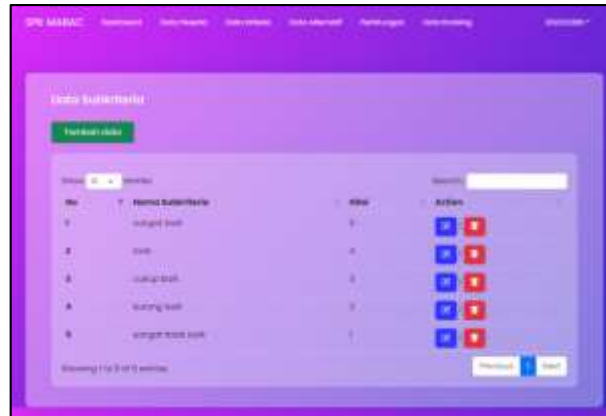 SPK MABAC Dashboard Data Kriteria Data Alternatif Perhitungan Data Ranking
Data Subkriteria
Tambah data
Show entries Search:
No Nama Subkriteria Nilai Action
1 sangat baik 5
2 baik 4
3 cukup baik 3
4 kurang baik 2
5 sangat tidak baik 1
Showing 1 to 5 of 5 entries
Previous 1 Next